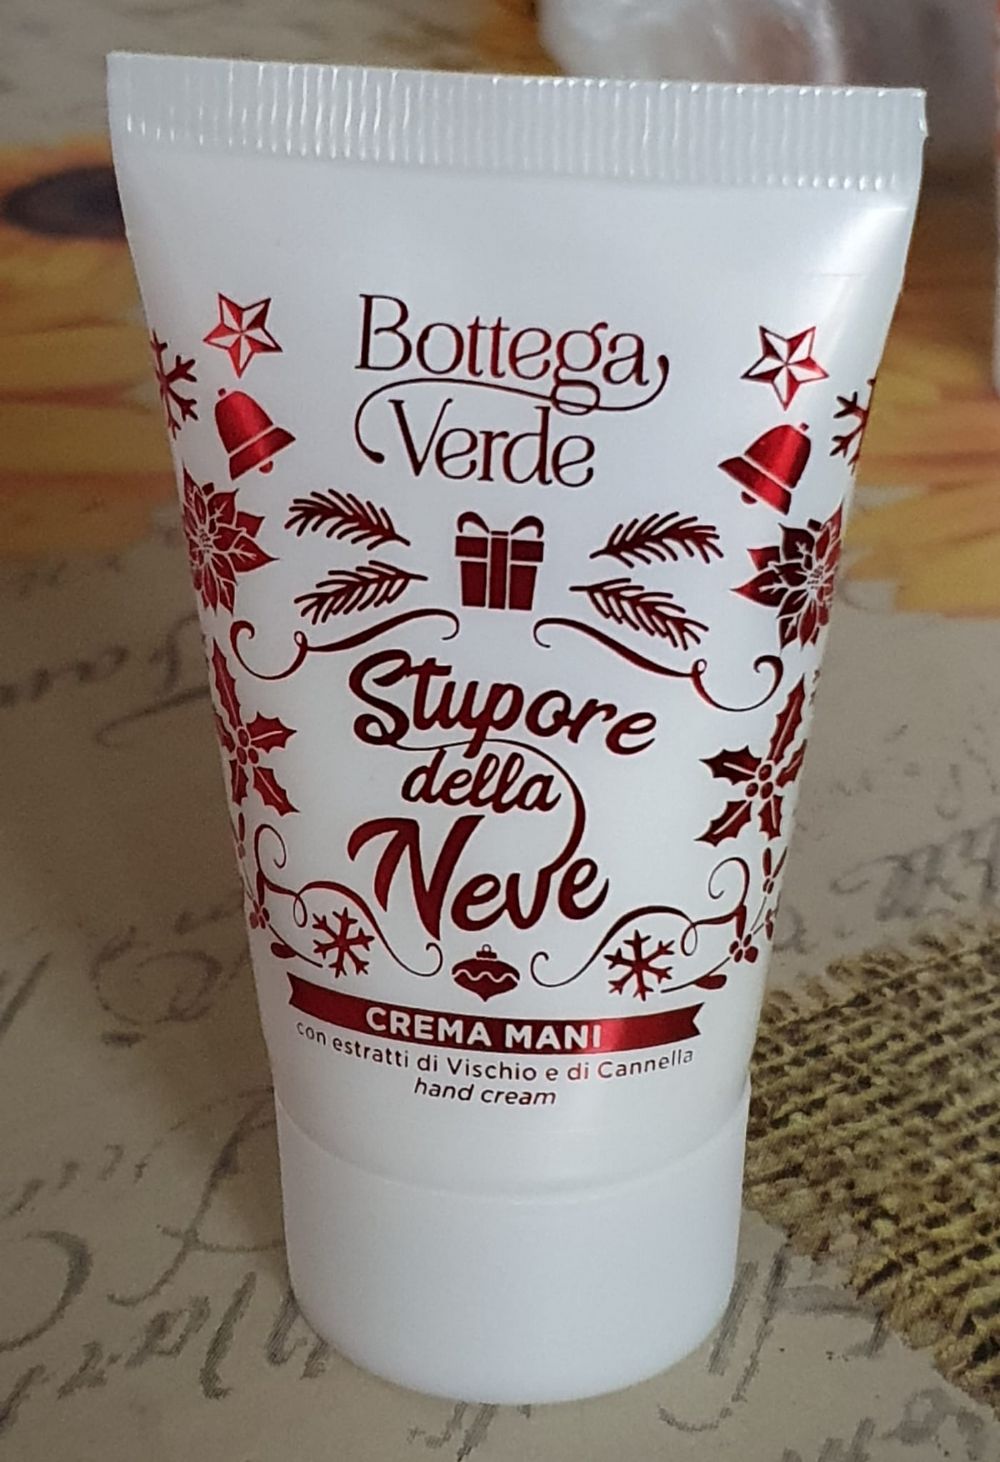 Bottega
Verde
Stupore
della
Neve
CREMA MANI
con estratti di Vischio e di Cannella
hand cream